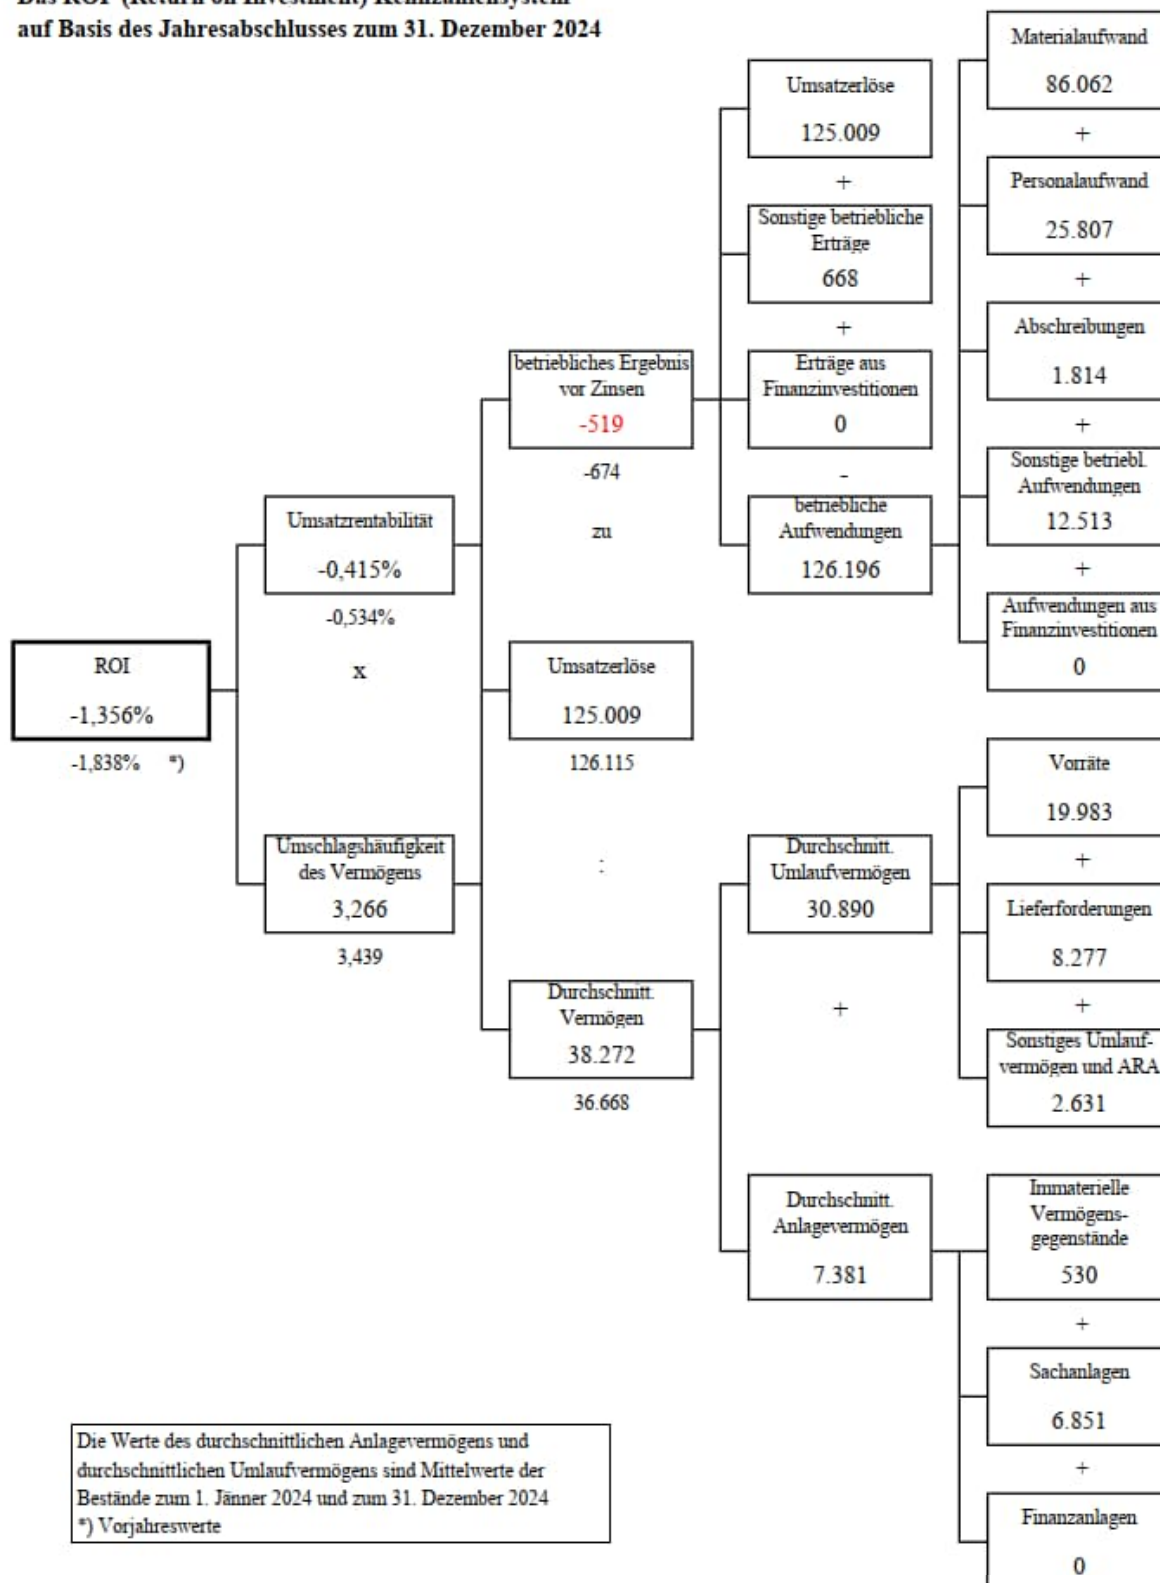 Das ROI (Return on Investment) Kennzahlensystem
auf Basis des Jahresabschlusses zum 31. Dezember 2024
Materialaufwand
86.062
+
Personalaufwand
25.807
+
Abschreibungen
1.814
+
Sonstige betriebl.
Aufwendungen
12.513
+
Aufwendungen aus
Finanzinvestitionen
0
Umsatzerlöse
125.009
+
Sonstige betriebliche
Erträge
668
+
Erträge aus
Finanzinvestitionen
0
-
betriebliche
Aufwendungen
126.196
betriebliches Ergebnis
vor Zinsen
-519
-674
zu
Umsatzerlöse
125.009
126.115
:
Durchschnitt.
Vermögen
38.272
36.668
Umsatzrentabilität
-0,415%
-0,534%
x
Umschlagshäufigkeit
des Vermögens
3,266
3,439
ROI
-1,356%
-1,838% *)
Durchschnitt.
Umlaufvermögen
30.890
+
Durchschnitt.
Anlagevermögen
7.381
Vorräte
19.983
+
Lieferforderungen
8.277
+
Sonstiges Umlauf-
vermögen und ARA
2.631
Immaterielle
Vermögens-
gegenstände
530
+
Sachanlagen
6.851
+
Finanzanlagen
0
Die Werte des durchschnittlichen Anlagevermögens und
durchschnittlichen Umlaufvermögens sind Mittelwerte der
Bestände zum 1. Jänner 2024 und zum 31. Dezember 2024
*) Vorjahreswerte